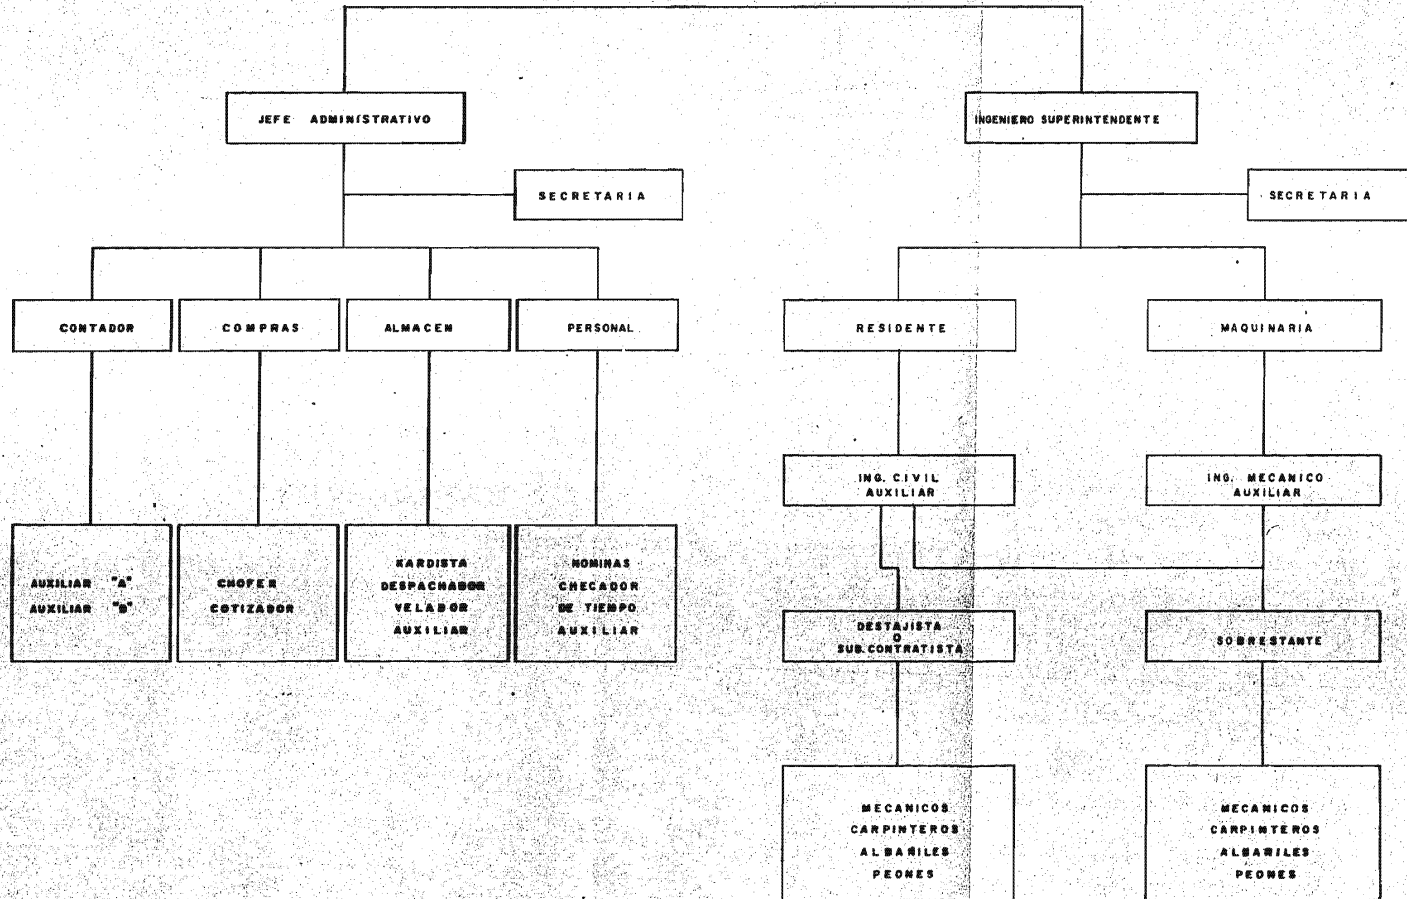 JEFE ADMINISTRATIVO
INGENIERO SUPERINTENDENTE
SECRETARIA
SECRETARIA
CONTADOR
COMPRAS
ALMACEN
PERSONAL
RESIDENTE
MAQUINARIA
ING. CIVIL
AUXILIAR
ING. MECANICO
AUXILIAR
AUXILIAR "A"
AUXILIAR "B"
CHOFER
COTIZADOR
KARDISTA
DESPACHADOR
VELADOR
AUXILIAR
NOMINAS
CHECADOR
DE TIEMPO
AUXILIAR
DESTAJISTA
O
SUB.CONTRATISTA
SOBRESTANTE
MECANICOS
CARPINTEROS
ALBAÑILES
PEONES
MECANICOS
CARPINTEROS
ALBAÑILES
PEONES